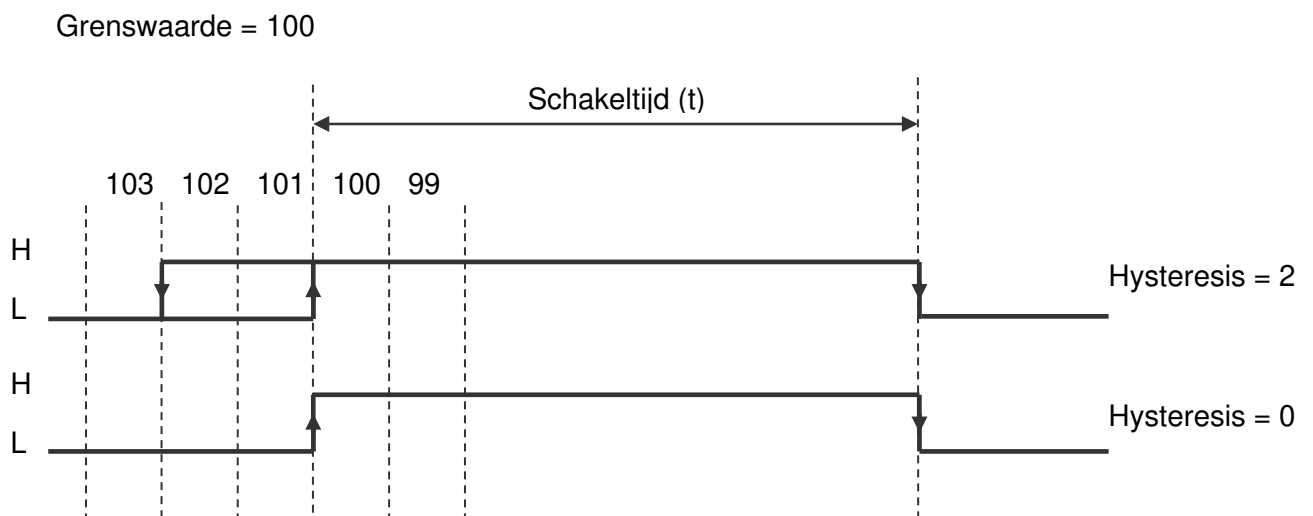 Grenswaarde = 100
Schakeltijd (t)
103 102 101 100 99
H
L
Hysteresis = 2
H
L
Hysteresis = 0